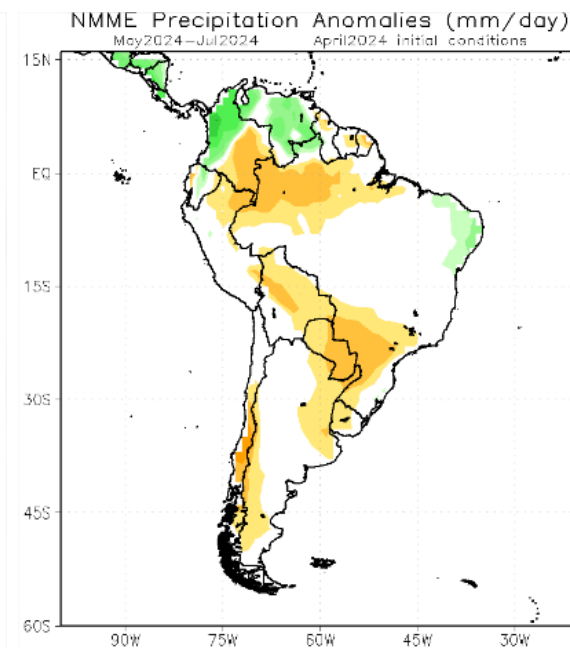 NMME Precipitation Anomalies (mm/day)
May2024−Jul2024 April2024 initial conditions
15N
EQ
15S
30S
45S
60S
90W 75W 60W 45W 30W